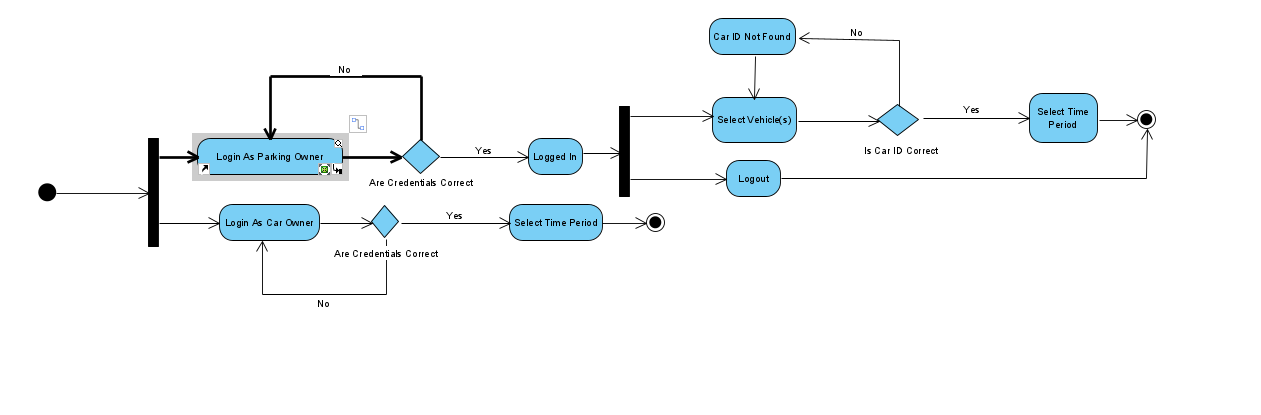 Car ID Not Found
No
No
Select Time
Period
Yes
Select Vehicle(s)
Is Car ID Correct
Login As Parking Owner
Yes
Logged In
Are Credentials Correct
Logout
Login As Car Owner
Yes
Select Time Period
Are Credentials Correct
No